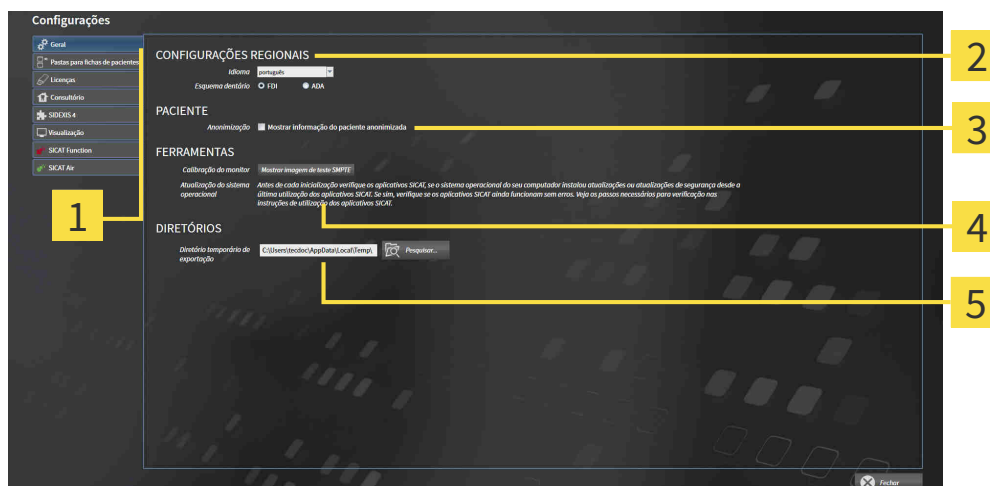 Configurações
Geral
Pastas para fichas de pacientes
Licenças
Consultório
SIDEXIS 4
Visualização
SICAT Function
SICAT Air
1
CONFIGURAÇÕES REGIONAIS
2
Idioma português
Esquema dentário FDI ADA
PACIENTE
Anonimização Mostrar informação do paciente anonimizada
3
FERRAMENTAS
Calibração do monitor Mostrar imagem de teste SMPTE
Atualização do sistema operacional
Antes de cada inicialização verifique os aplicativos SICAT, se o sistema operacional do seu computador instalou atualizações ou atualizações de segurança desde a
última utilização dos aplicativos SICAT. Se sim, verifique se os aplicativos SICAT ainda funcionam sem erros. Veja os passos necessários para verificação nas
instruções de utilização dos aplicativos SICAT.
4
DIRETÓRIOS
Diretório temporário de
exportação
C:\Users\tecdoc\AppData\Local\Temp\ Pesquisar...
5
Fechar